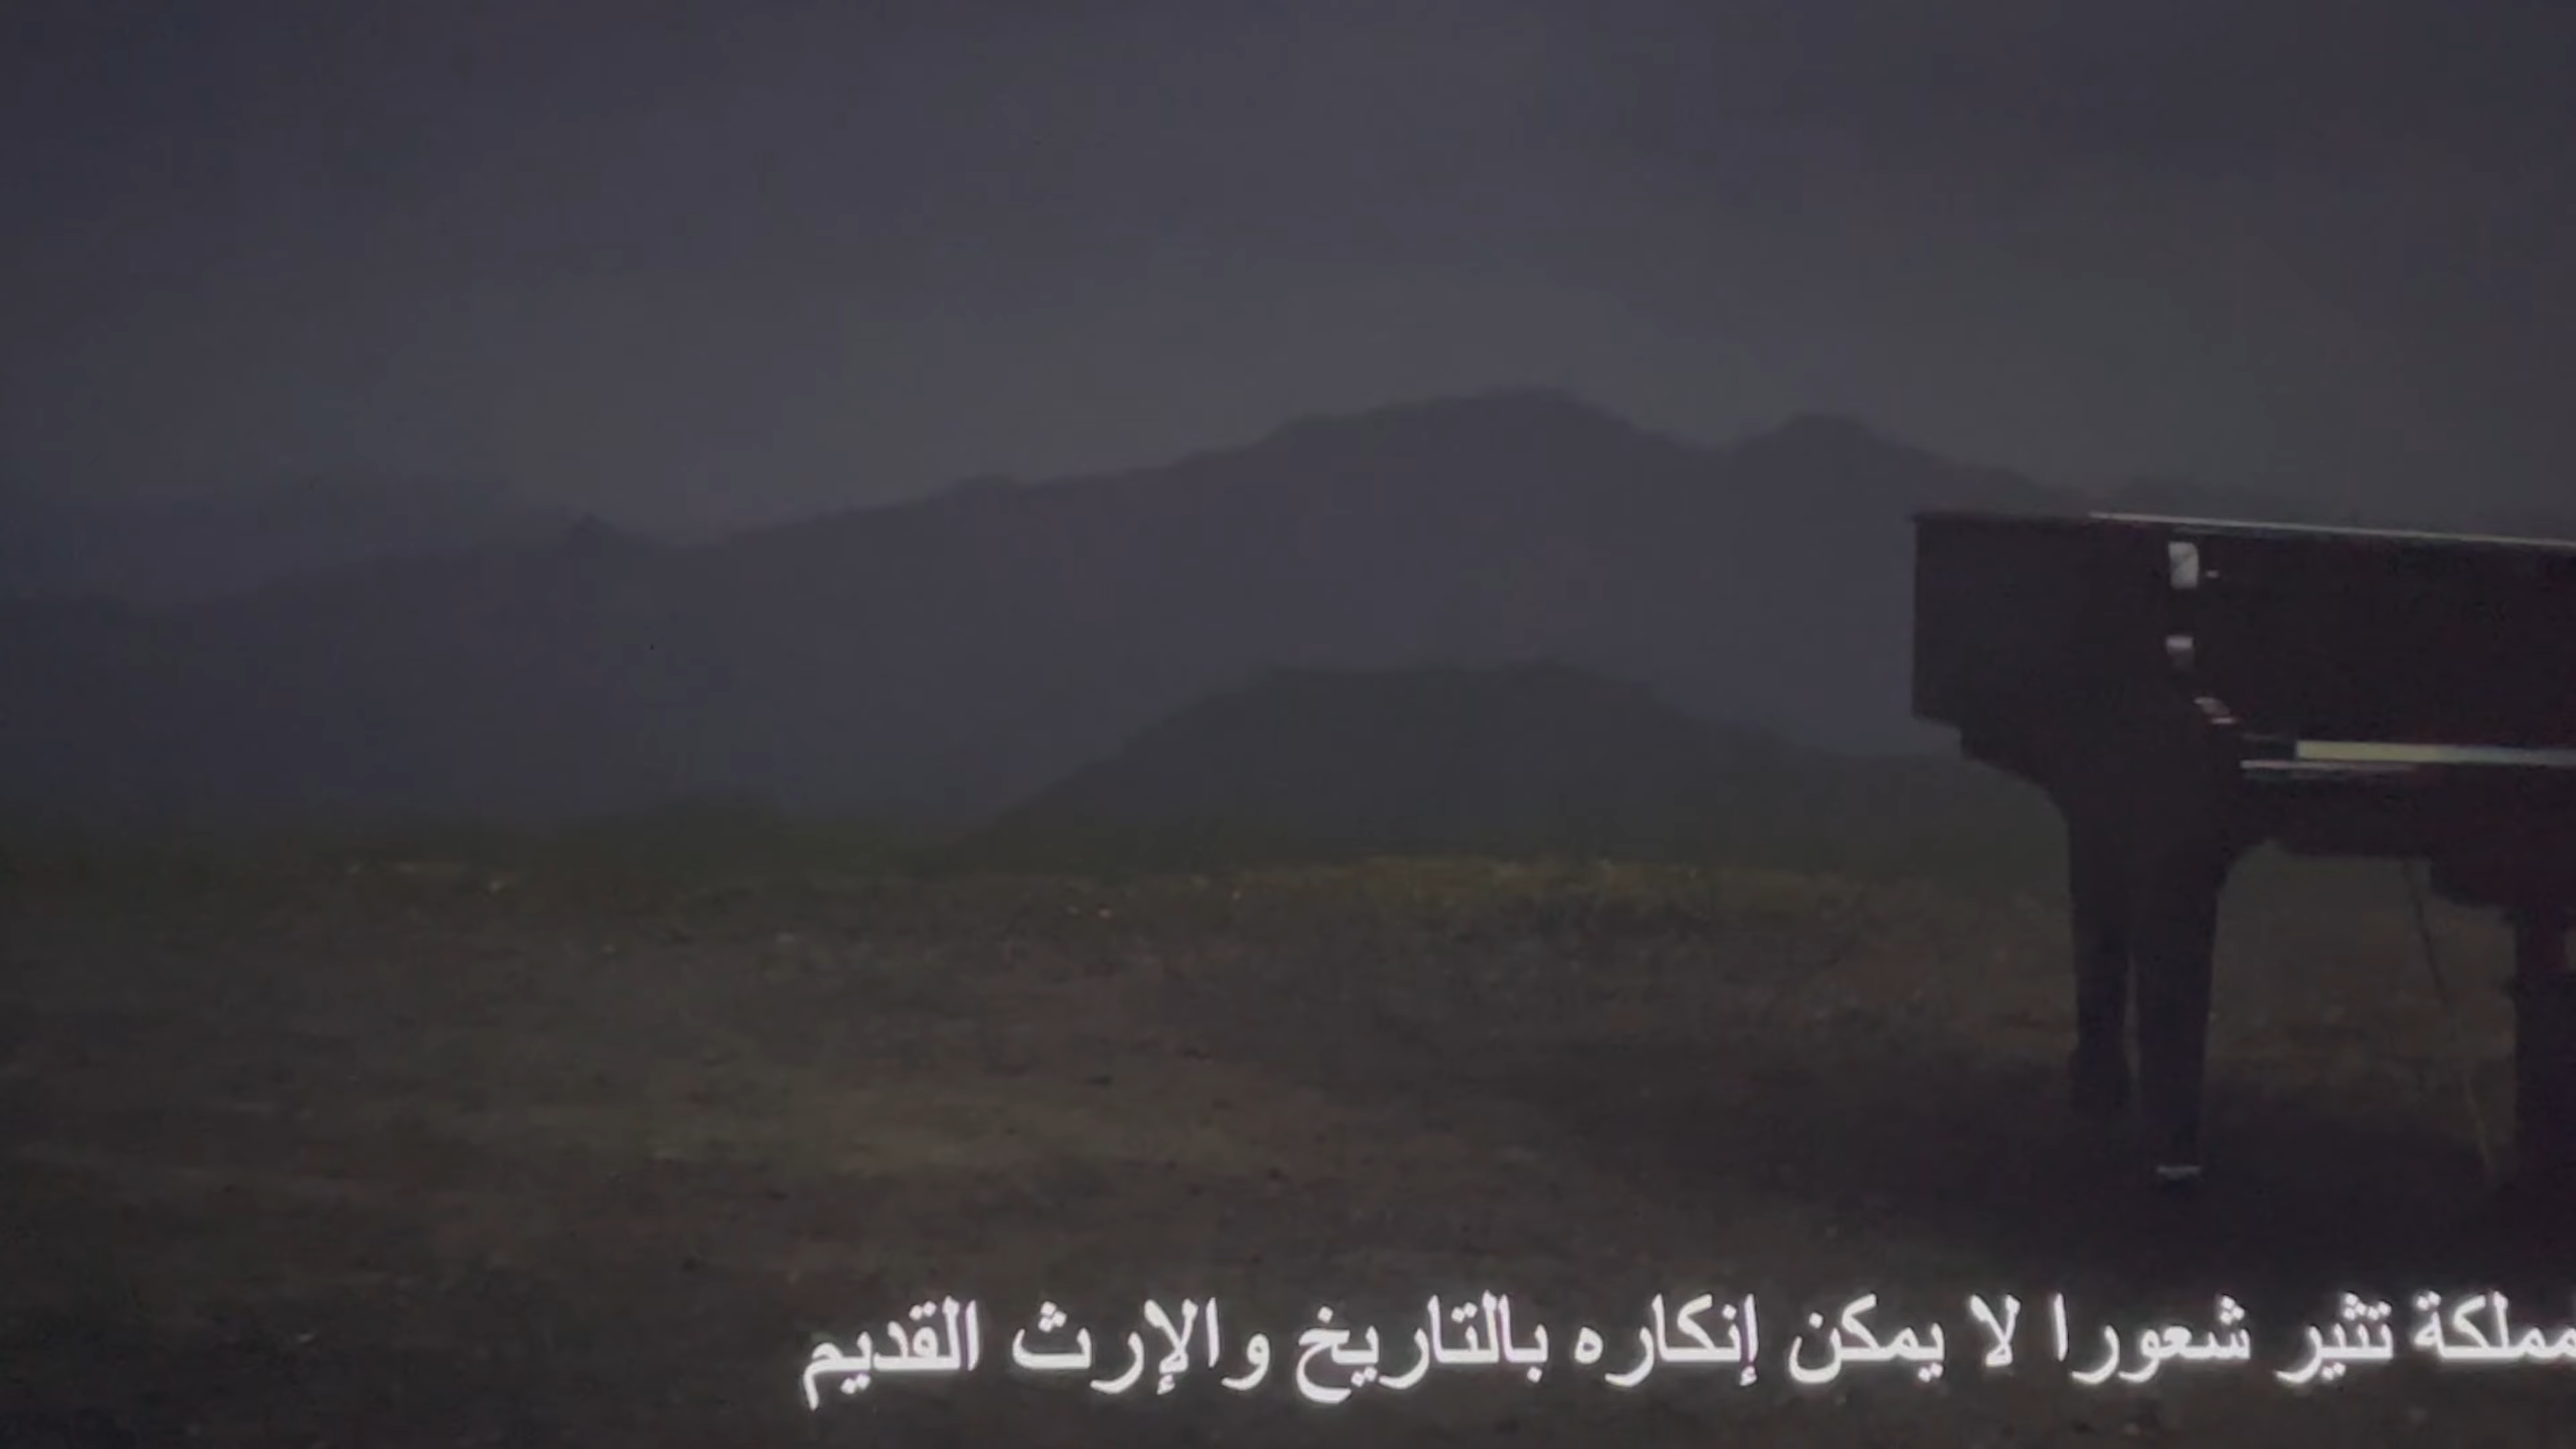 مملكة تثير شعورا لا يمكن إنكاره بالتاريخ والإرث القديم